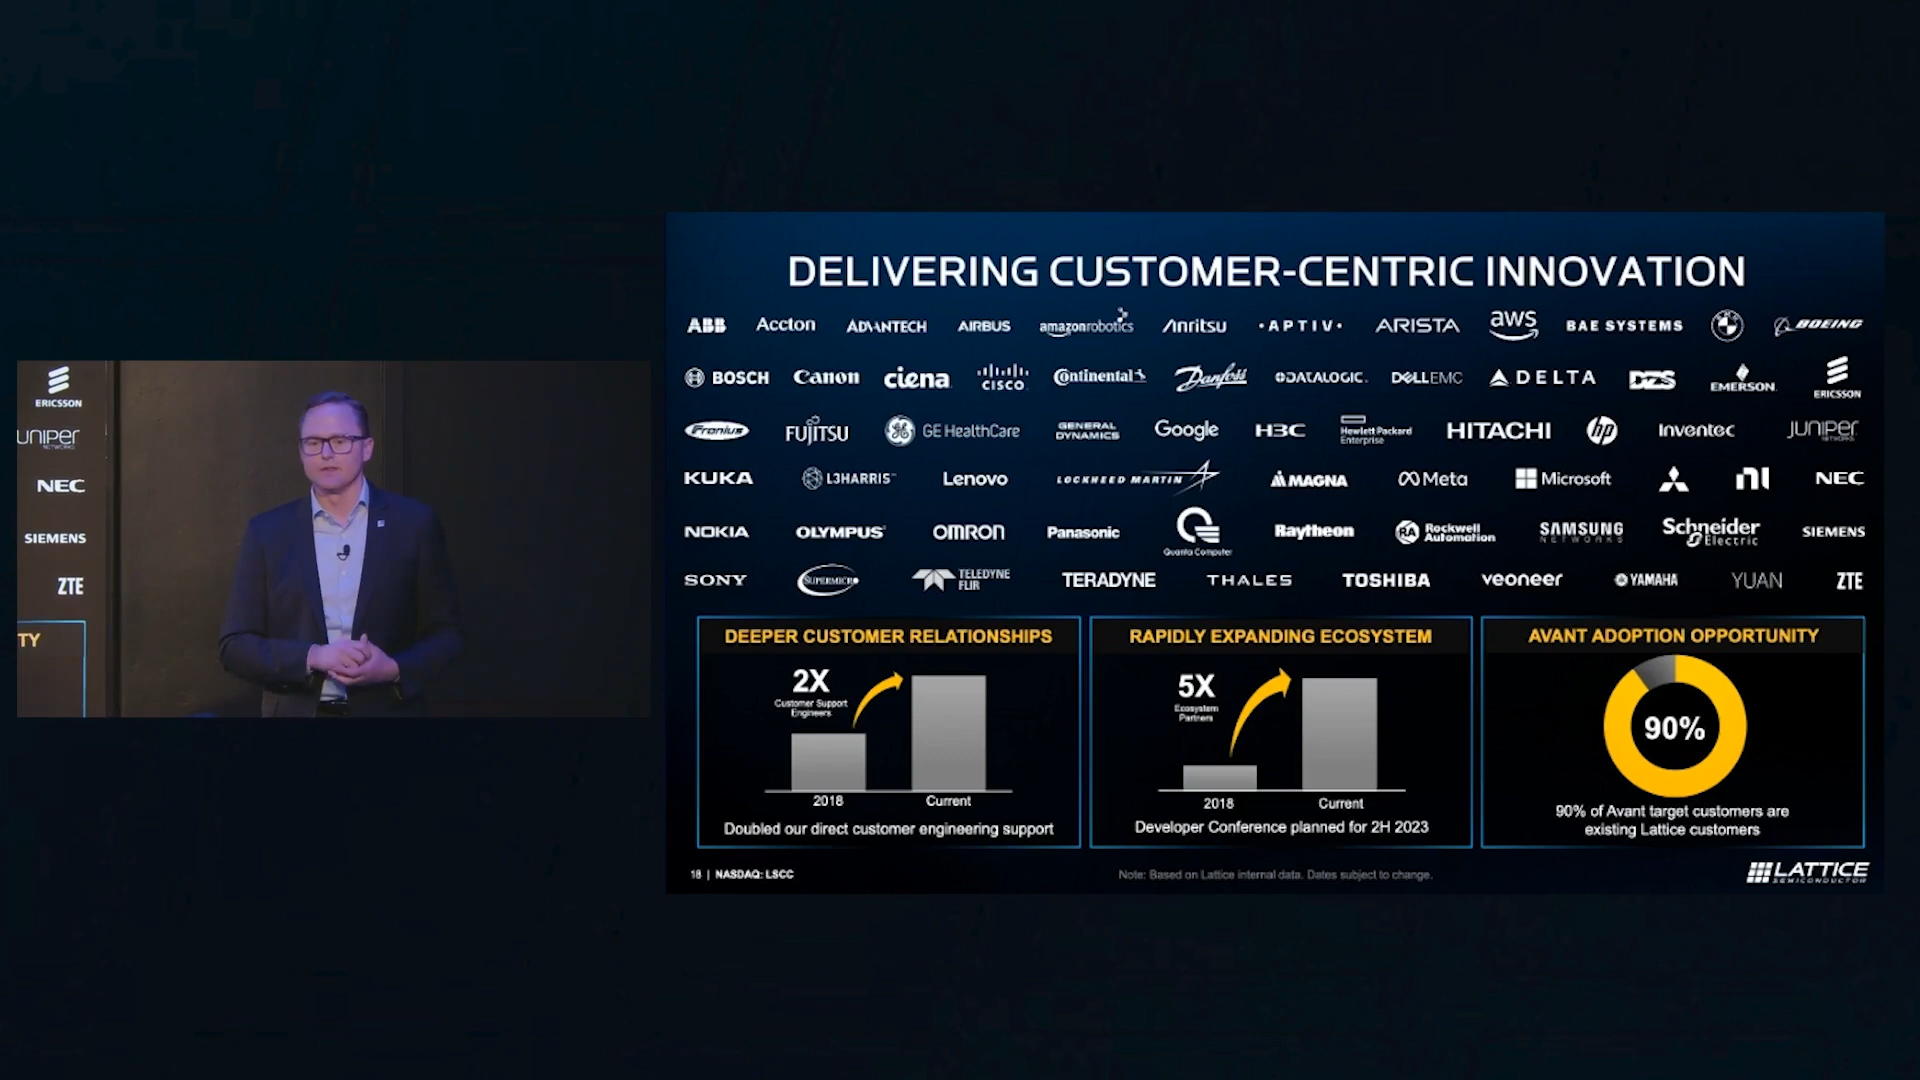 ERICSSON
UNIPER
NETWORKS
NEC
SIEMENS
ZTE
TY
DELIVERING CUSTOMER-CENTRIC INNOVATION
ABB Accton ADVANTECH AIRBUS amazonrobotics Anritsu ·APTIV· ARISTA aws BAE SYSTEMS BMW BOEING
BOSCH Canon ciena CISCO Continental Danfoss DATALOGIC DELLEMC DELTA DZS EMERSON ERICSSON
Fronius FUJITSU GE HealthCare GENERAL DYNAMICS Google H3C Hewlett Packard Enterprise HITACHI hp Inventec JUNIPER NETWORKS
KUKA L3HARRIS Lenovo LOCKHEED MARTIN MAGNA Meta Microsoft ni NEC
NOKIA OLYMPUS OMRON Panasonic Quanta Computer Raytheon RA Rockwell Automation SAMSUNG NETWORKS Schneider Electric SIEMENS
SONY SUPERMICRO TELEDYNE FLIR TERADYNE THALES TOSHIBA veoneer YAMAHA YUAN ZTE
DEEPER CUSTOMER RELATIONSHIPS
2X
Customer Support
Engineers
2018 Current
Doubled our direct customer engineering support
RAPIDLY EXPANDING ECOSYSTEM
5X
Ecosystem
Partners
2018 Current
Developer Conference planned for 2H 2023
AVANT ADOPTION OPPORTUNITY
90%
90% of Avant target customers are
existing Lattice customers
18 | NASDAQ: LSCC
Note: Based on Lattice internal data. Dates subject to change.
LATTICE
SEMICONDUCTOR